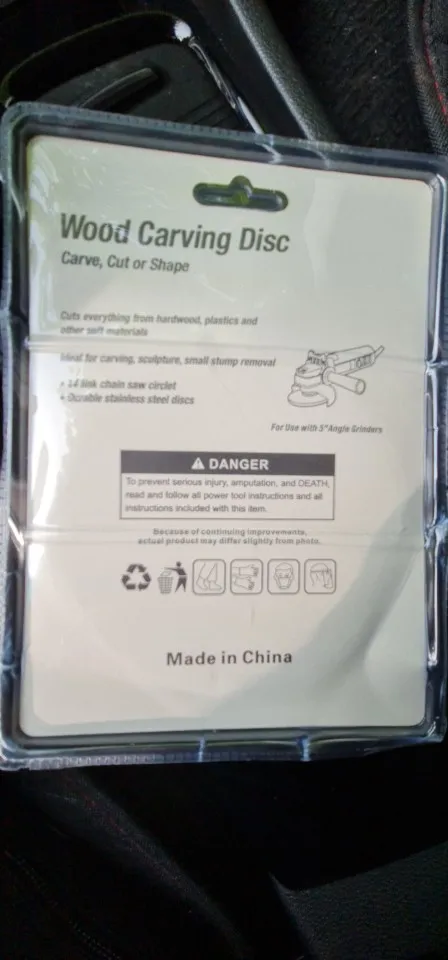 Wood Carving Disc
Carve, Cut or Shape
Cuts everything from hardwood, plastics and
other soft materials
Ideal for carving, sculpture, small stump removal
• 14 link chain saw circlet
• Durable stainless steel discs
For Use with 5" Angle Grinders
⚠ DANGER
To prevent serious injury, amputation, and DEATH,
read and follow all power tool instructions and all
instructions included with this item.
Because of continuing improvements,
actual product may differ slightly from photo.
Made in China